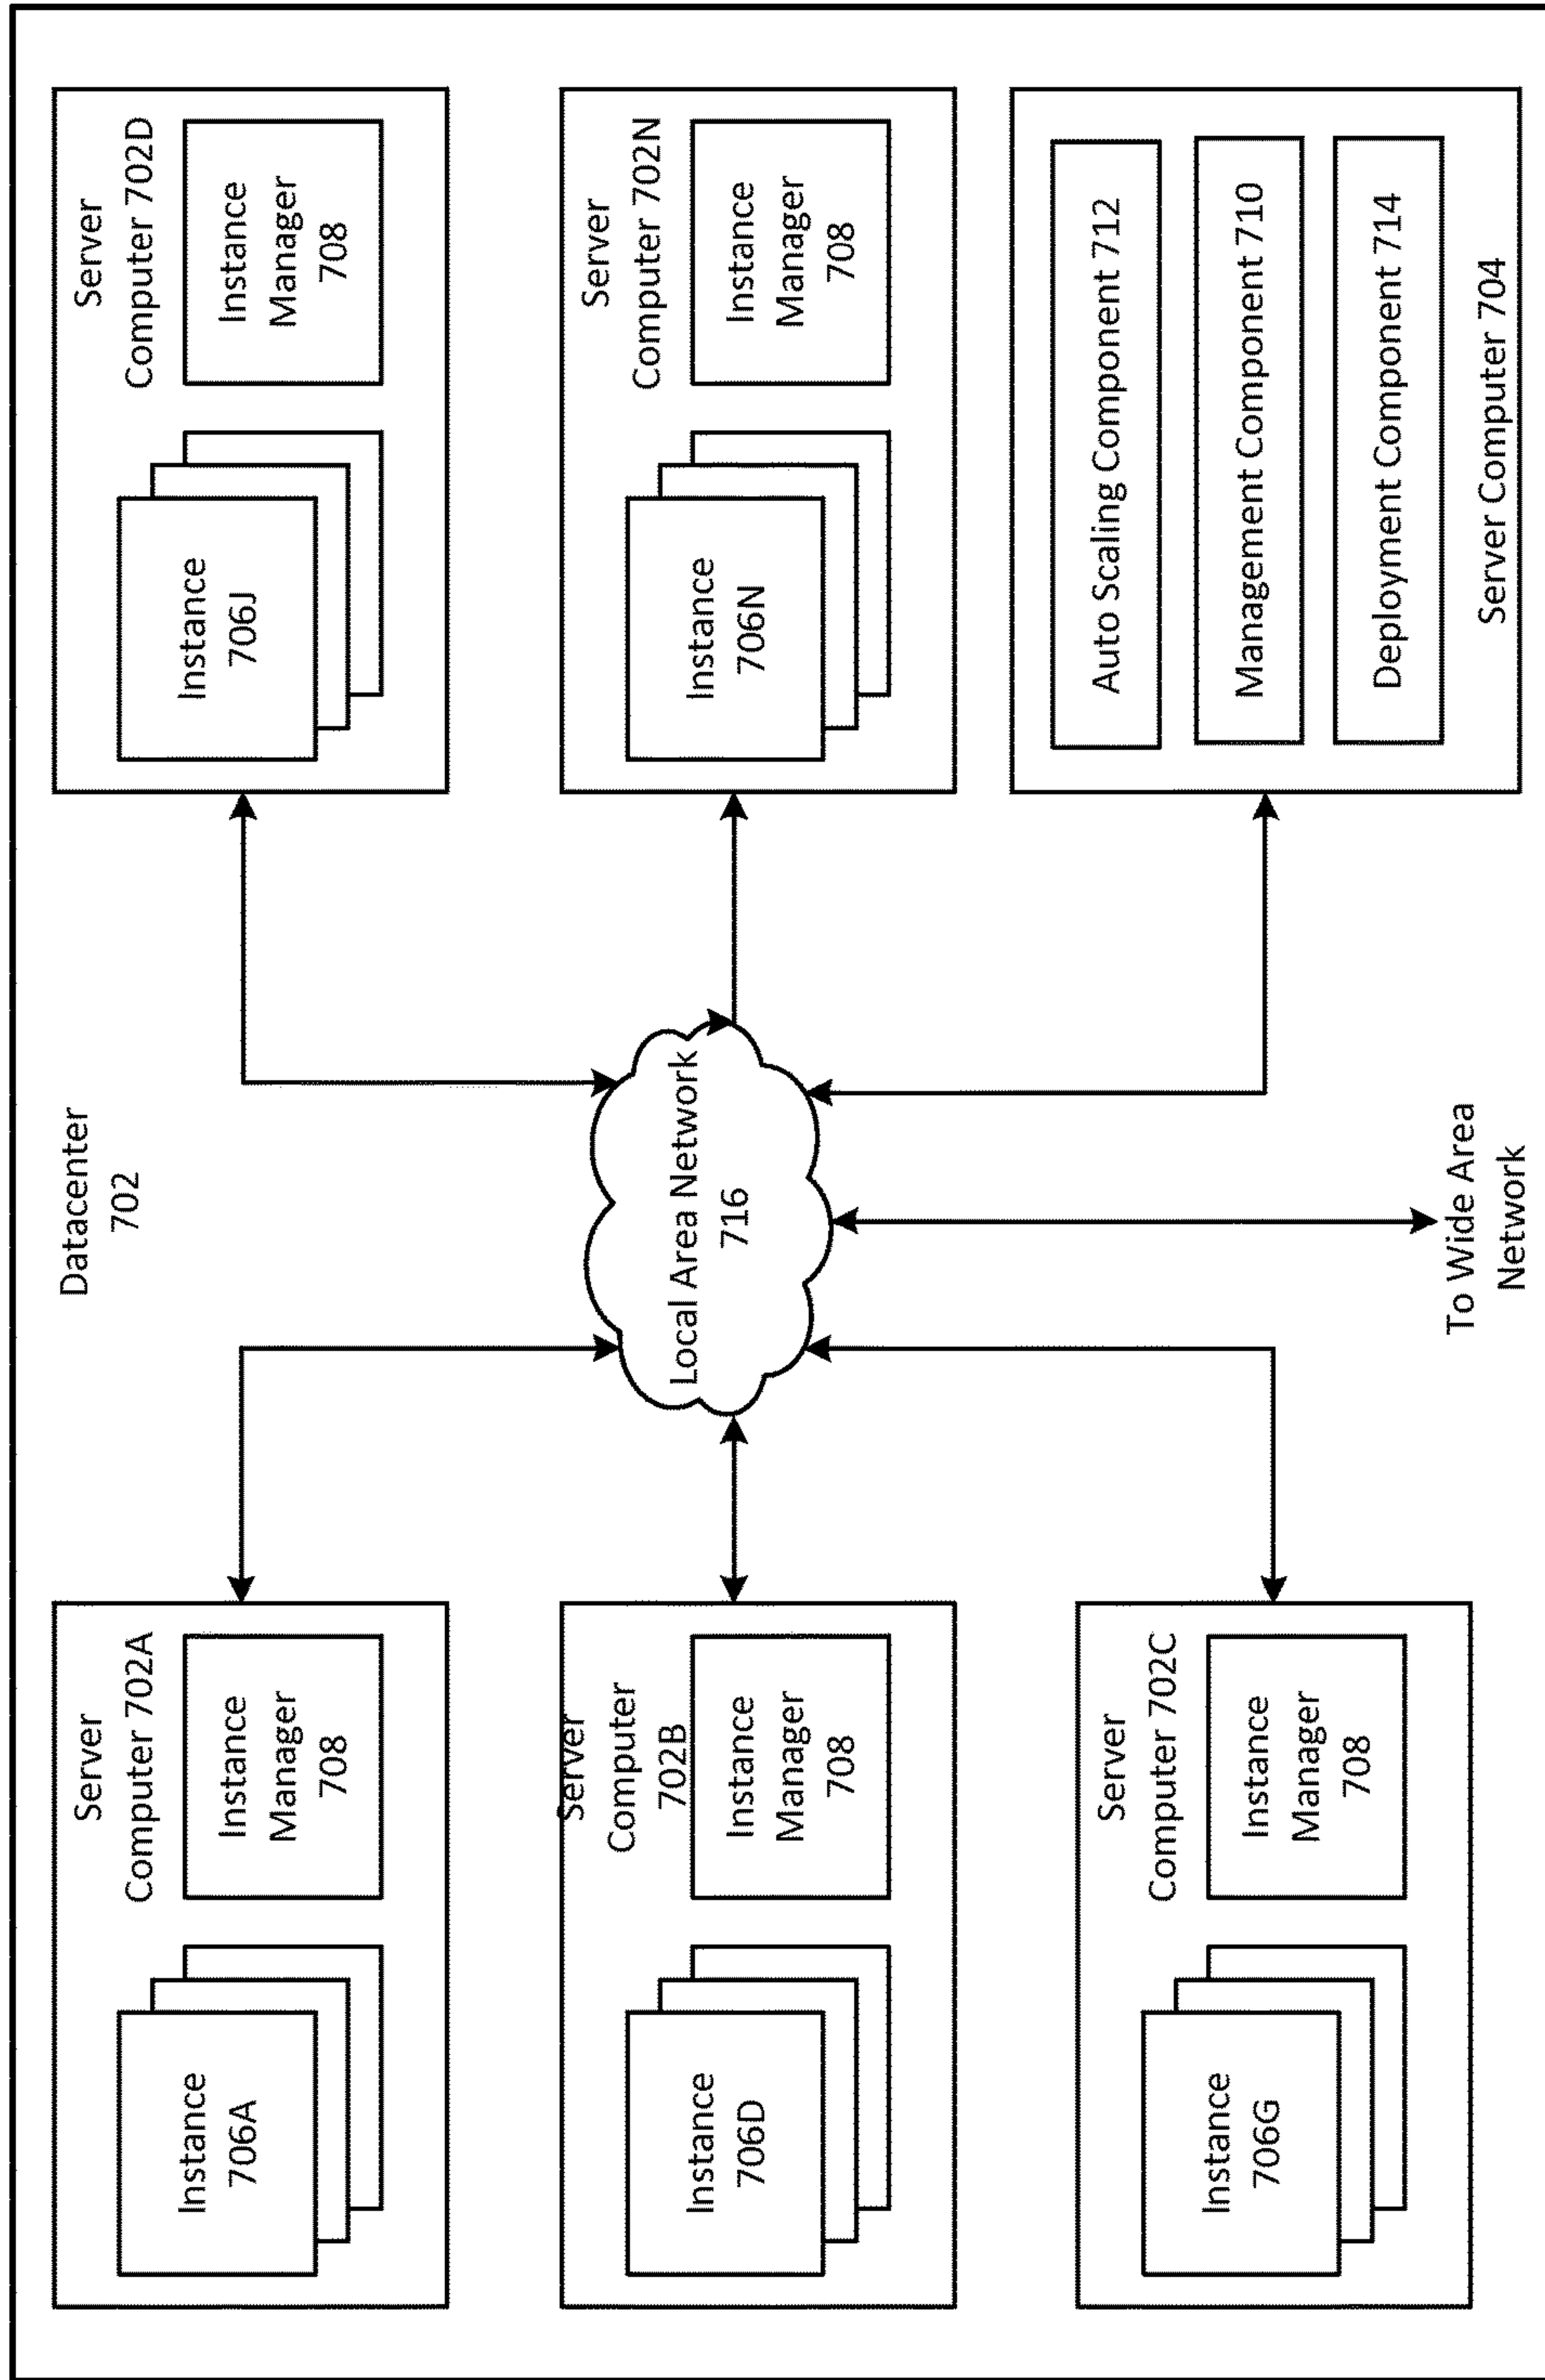 Datacenter
702
Server
Computer 702A
Instance
706A
Instance
Manager
708
Server
Computer 702D
Instance
706J
Instance
Manager
708
Server
Computer
702B
Instance
706D
Instance
Manager
708
Local Area Network
716
Server
Computer 702N
Instance
706N
Instance
Manager
708
Server
Computer 702C
Instance
706G
Instance
Manager
708
Auto Scaling Component 712
Management Component 710
Deployment Component 714
Server Computer 704
To Wide Area
Network